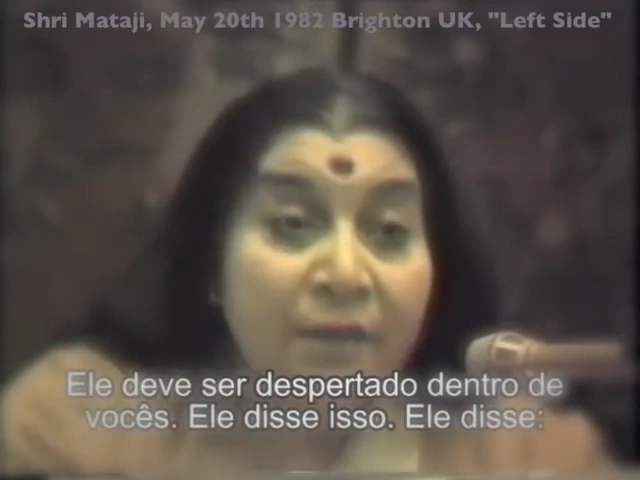 Shri Mataji, May 20th 1982 Brighton UK, "Left Side"
Ele deve ser despertado dentro de
vocês. Ele disse isso. Ele disse: